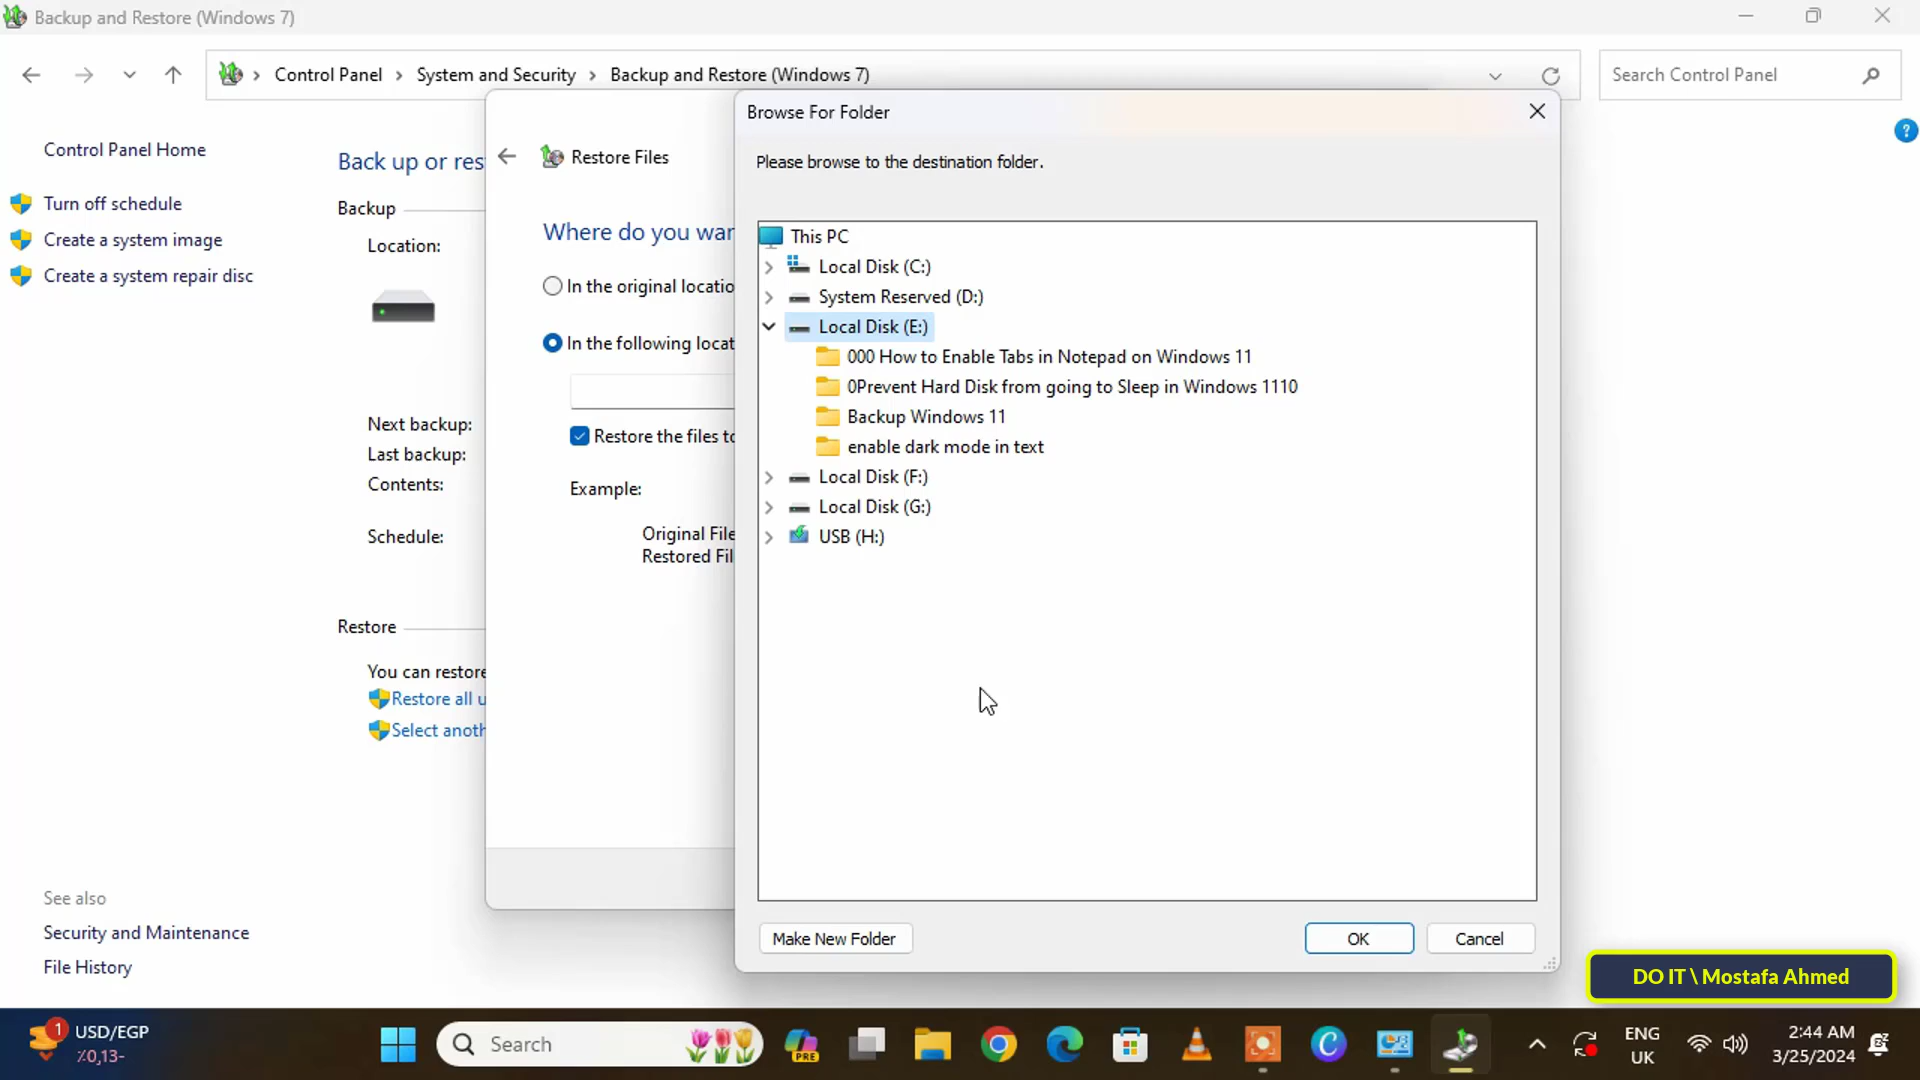 Backup and Restore (Windows 7)
Control Panel > System and Security > Backup and Restore (Windows 7)
Search Control Panel
Browse For Folder
Please browse to the destination folder.
Control Panel Home
Turn off schedule
Create a system image
Create a system repair disc
Back up or res
Backup
Location:
Next backup:
Last backup:
Contents:
Schedule:
Restore
You can restore
Restore all u
Select anoth
Restore Files
Where do you war
In the original locatio
In the following locat
Restore the files to
Example:
Original File
Restored Fil
This PC
Local Disk (C:)
System Reserved (D:)
Local Disk (E:)
000 How to Enable Tabs in Notepad on Windows 11
0Prevent Hard Disk from going to Sleep in Windows 1110
Backup Windows 11
enable dark mode in text
Local Disk (F:)
Local Disk (G:)
USB (H:)
Make New Folder
OK
Cancel
See also
Security and Maintenance
File History
DO IT \ Mostafa Ahmed
1
USD/EGP
٪0,13-
Search
PRE
ENG
UK
2:44 AM
3/25/2024